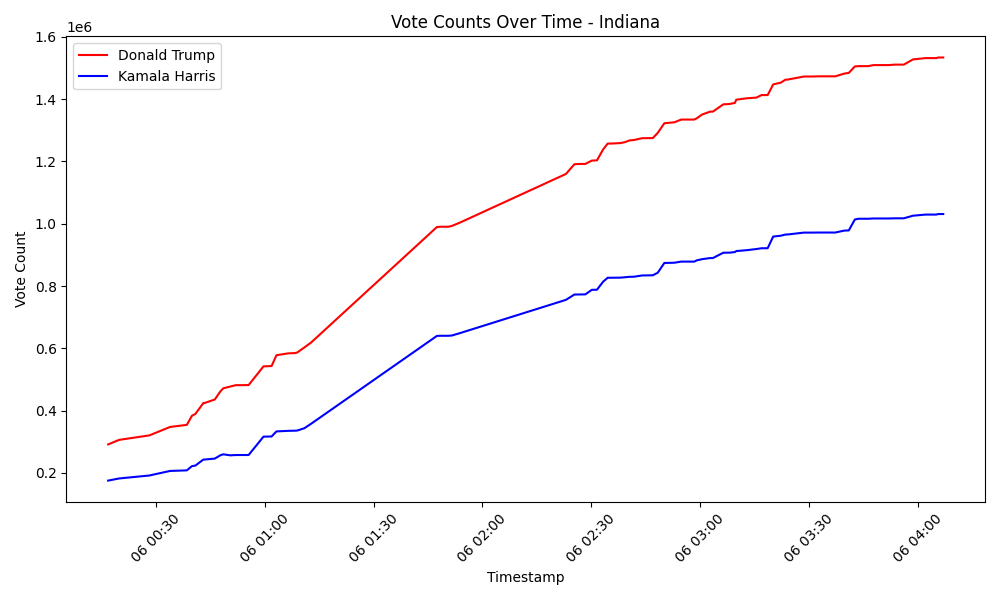 Vote Counts Over Time - Indiana
1e6
Donald Trump
Kamala Harris
1.6
1.4
1.2
1.0
0.8
0.6
0.4
0.2
Vote Count
06 00:30
06 01:00
06 01:30
06 02:00
06 02:30
06 03:00
06 03:30
06 04:00
Timestamp